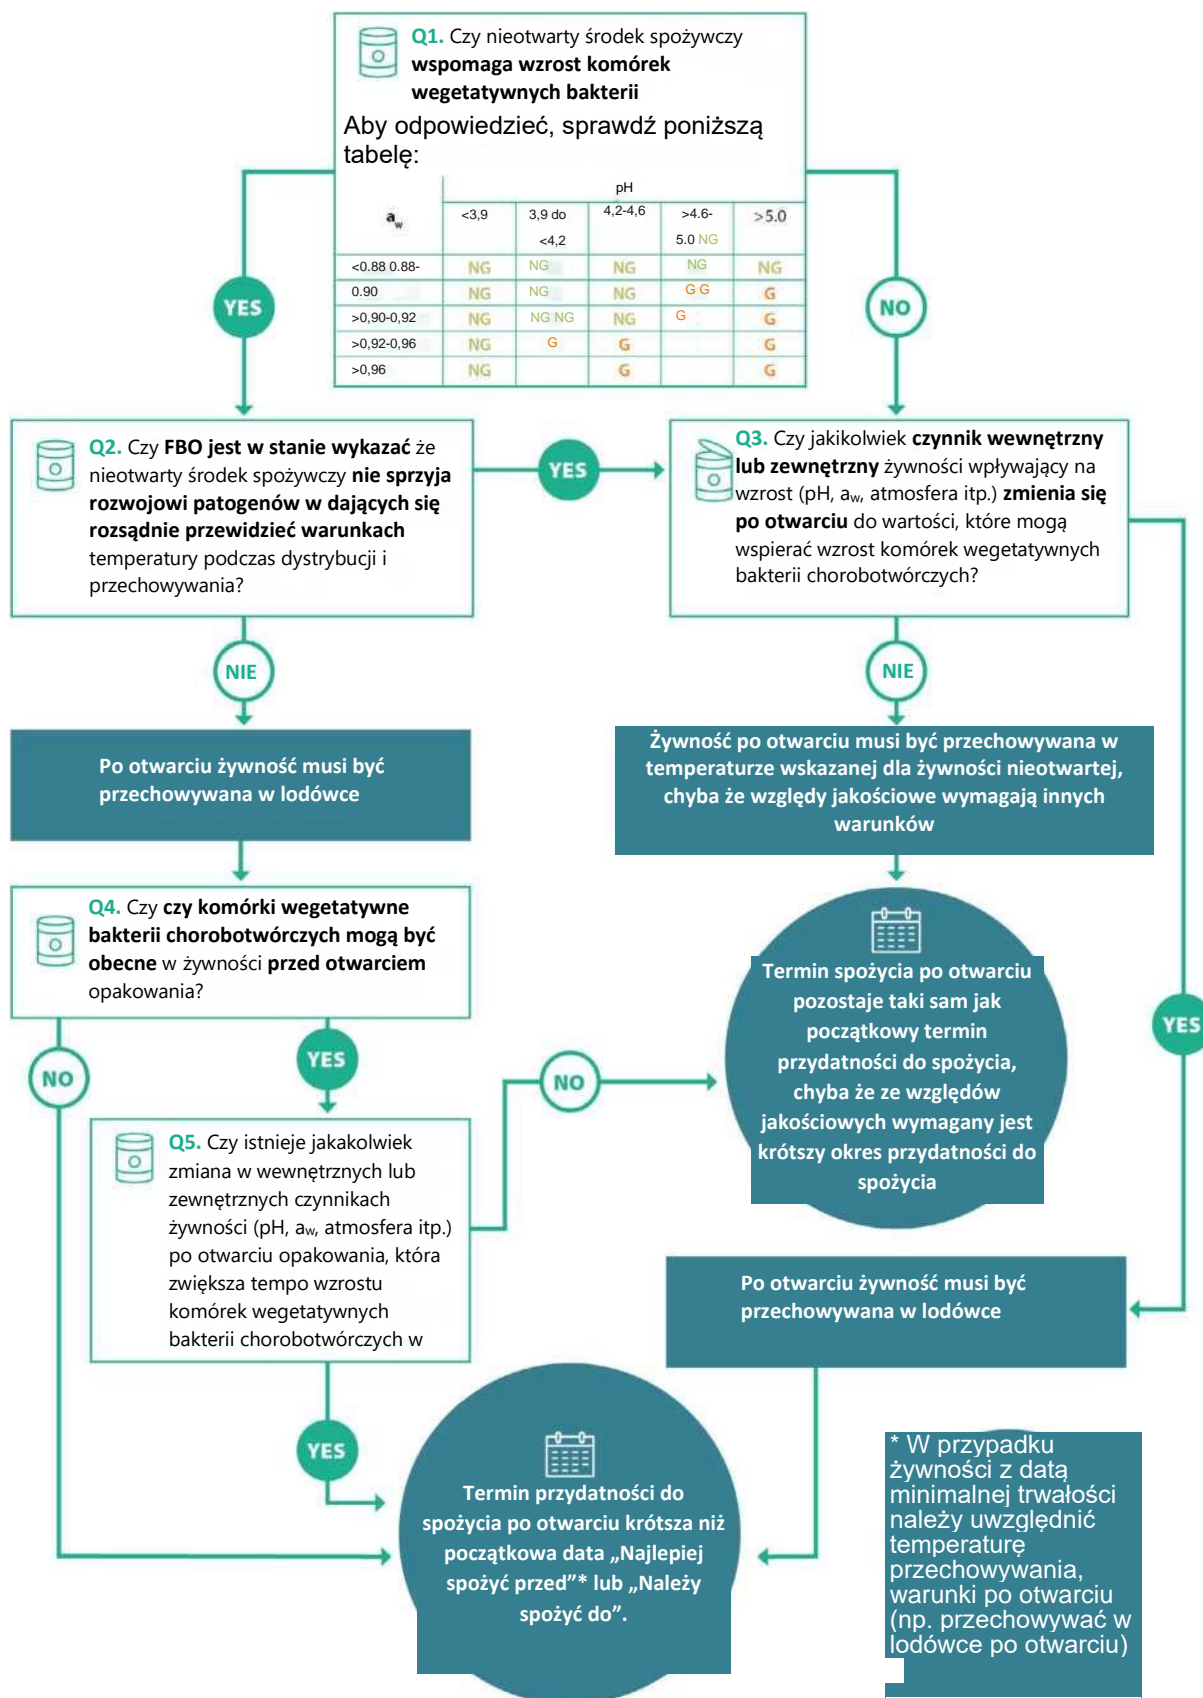 Q1. Czy nieotwarty środek spożywczy
wspomaga wzrost komórek
wegetatywnych bakterii
Aby odpowiedzieć, sprawdź poniższą
tabelę:
pH
aw <3,9 3,9 do 4,2-4,6 >4.6- >5.0
<4,2 5.0 NG
<0.88 0.88- NG NG NG NG NG
0.90 NG NG NG G G G
>0,90-0,92 NG NG NG NG G G
>0,92-0,96 NG G G G
>0,96 NG G G
YES
NO
Q2. Czy FBO jest w stanie wykazać że
nieotwarty środek spożywczy nie sprzyja
rozwojowi patogenów w dających się
rozsądnie przewidzieć warunkach
temperatury podczas dystrybucji i
przechowywania?
YES
Q3. Czy jakikolwiek czynnik wewnętrzny
lub zewnętrzny żywności wpływający na
wzrost (pH, aw, atmosfera itp.) zmienia się
po otwarciu do wartości, które mogą
wspierać wzrost komórek wegetatywnych
bakterii chorobotwórczych?
NIE
NIE
Po otwarciu żywność musi być
przechowywana w lodówce
Żywność po otwarciu musi być przechowywana w
temperaturze wskazanej dla żywności nieotwartej,
chyba że względy jakościowe wymagają innych
warunków
Q4. Czy czy komórki wegetatywne
bakterii chorobotwórczych mogą być
obecne w żywności przed otwarciem
opakowania?
Termin spożycia po otwarciu
pozostaje taki sam jak
początkowy termin
przydatności do spożycia,
chyba że ze względów
jakościowych wymagany jest
krótszy okres przydatności do
spożycia
YES
NO
YES
NO
Q5. Czy istnieje jakakolwiek
zmiana w wewnętrznych lub
zewnętrznych czynnikach
żywności (pH, aw, atmosfera itp.)
po otwarciu opakowania, która
zwiększa tempo wzrostu
komórek wegetatywnych
bakterii chorobotwórczych w
Po otwarciu żywność musi być
przechowywana w lodówce
YES
Termin przydatności do
spożycia po otwarciu krótsza niż
początkowa data „Najlepiej
spożyć przed”* lub „Należy
spożyć do”.
* W przypadku
żywności z datą
minimalnej trwałości
należy uwzględnić
temperaturę
przechowywania,
warunki po otwarciu
(np. przechowywać w
lodówce po otwarciu)